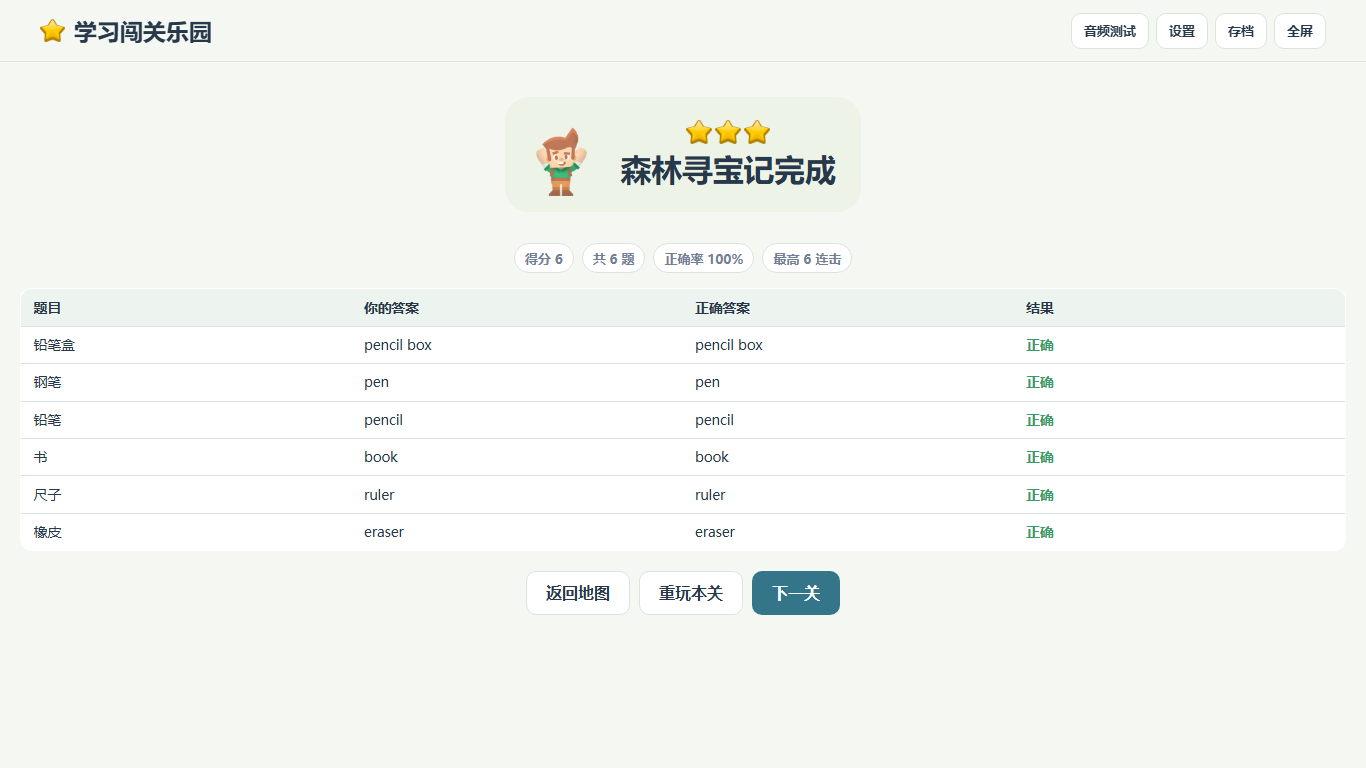 学习闯关乐园
音频测试 设置 存档 全屏
森林寻宝记完成
得分 6 共 6 题 正确率 100% 最高 6 连击
题目 你的答案 正确答案 结果
铅笔盒 pencil box pencil box 正确
钢笔 pen pen 正确
铅笔 pencil pencil 正确
书 book book 正确
尺子 ruler ruler 正确
橡皮 eraser eraser 正确
返回地图 重玩本关 下一关